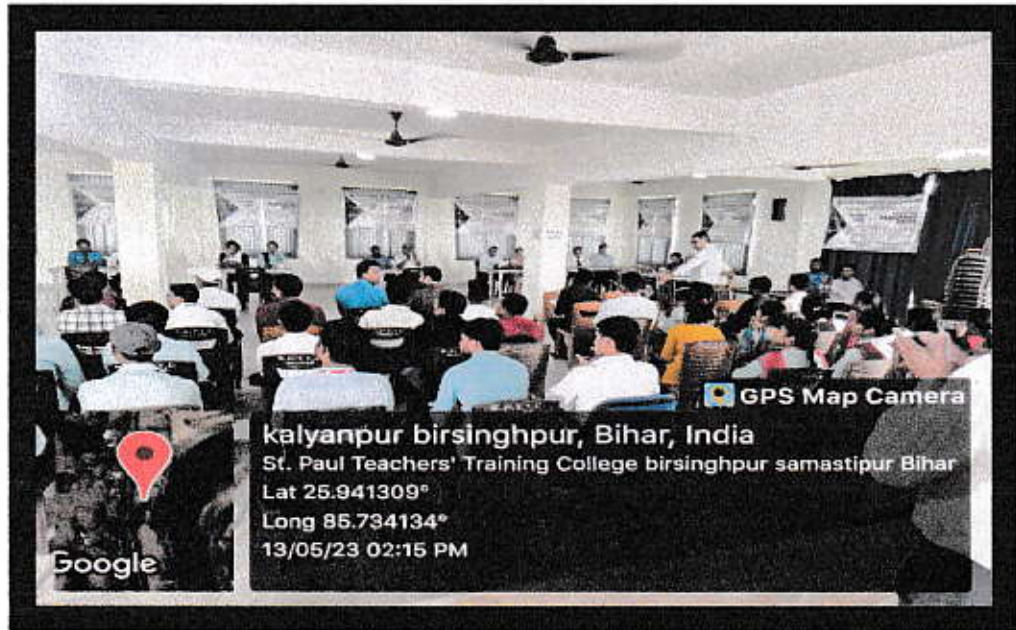 GPS Map Camera
kalyanpur birsinghpur, Bihar, India
St. Paul Teachers' Training College birsinghpur samastipur Bihar
Lat 25.941309°
Long 85.734134°
13/05/23 02:15 PM
Google